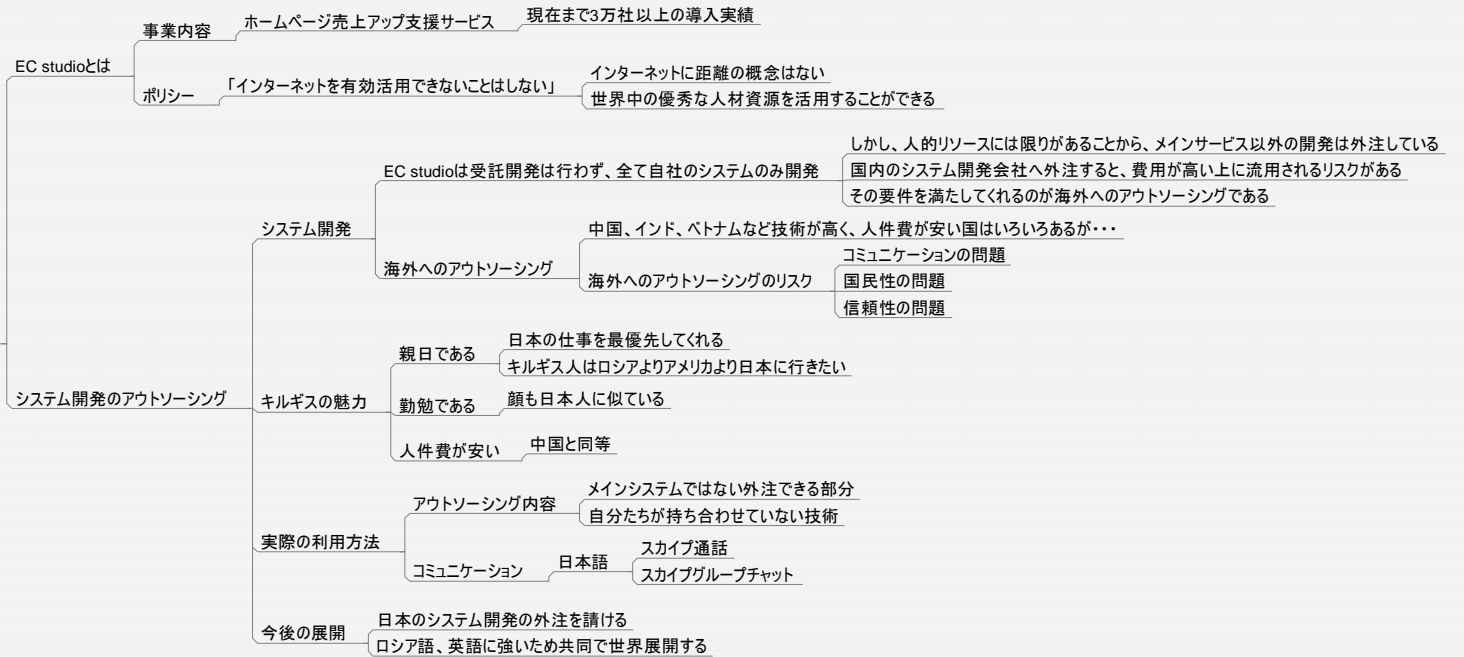 EC studioとは
事業内容
ホームページ売上アップ支援サービス
現在まで3万社以上の導入実績
ポリシー
「インターネットを有効活用できないことはしない」
インターネットに距離の概念はない
世界中の優秀な人材資源を活用することができる
システム開発のアウトソーシング
システム開発
EC studioは受託開発は行わず、全て自社のシステムのみ開発
しかし、人的リソースには限りがあることから、メインサービス以外の開発は外注している
国内のシステム開発会社へ外注すると、費用が高い上に流用されるリスクがある
その要件を満たしてくれるのが海外へのアウトソーシングである
海外へのアウトソーシング
中国、インド、ベトナムなど技術が高く、人件費が安い国はいろいろあるが・・・
海外へのアウトソーシングのリスク
コミュニケーションの問題
国民性の問題
信頼性の問題
キルギスの魅力
親日である
日本の仕事を最優先してくれる
キルギス人はロシアよりアメリカより日本に行きたい
勤勉である
顔も日本人に似ている
人件費が安い
中国と同等
実際の利用方法
アウトソーシング内容
メインシステムではない外注できる部分
自分たちが持ち合わせていない技術
コミュニケーション
日本語
スカイプ通話
スカイプグループチャット
今後の展開
日本のシステム開発の外注を請ける
ロシア語、英語に強いため共同で世界展開する